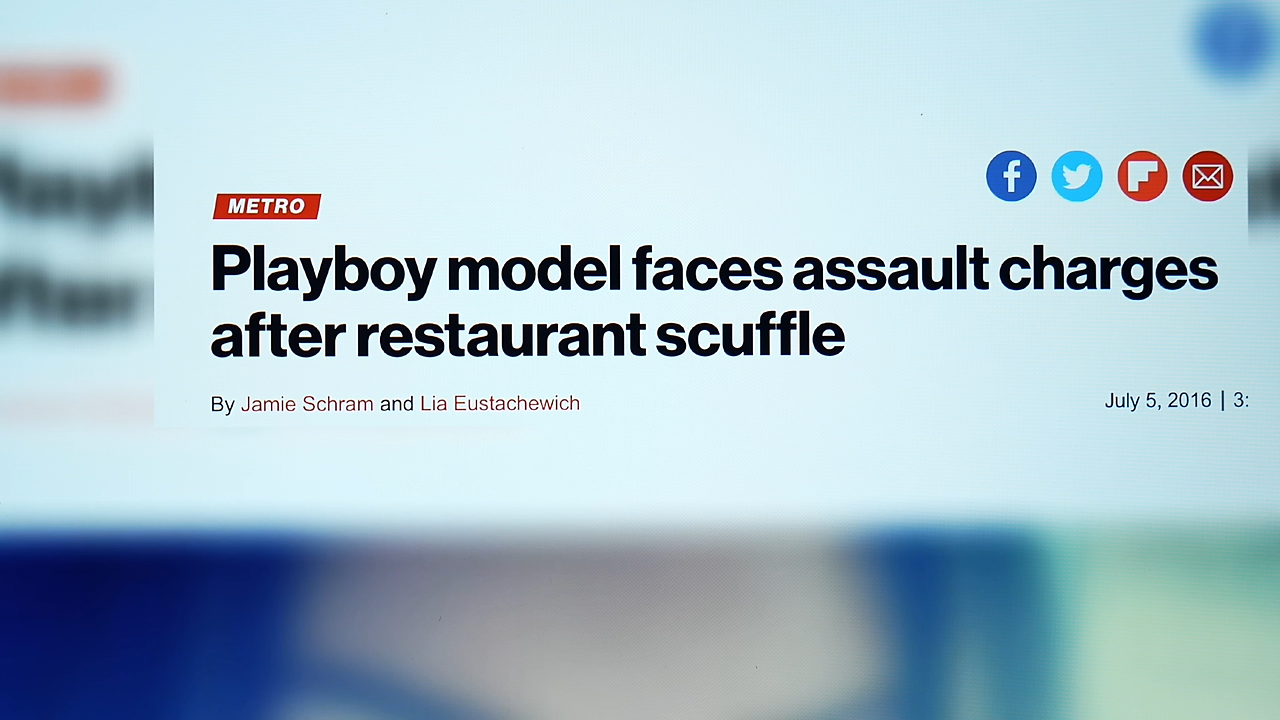 METRO
Playboy model faces assault charges
after restaurant scuffle
By Jamie Schram and Lia Eustachewich
July 5, 2016 | 3: